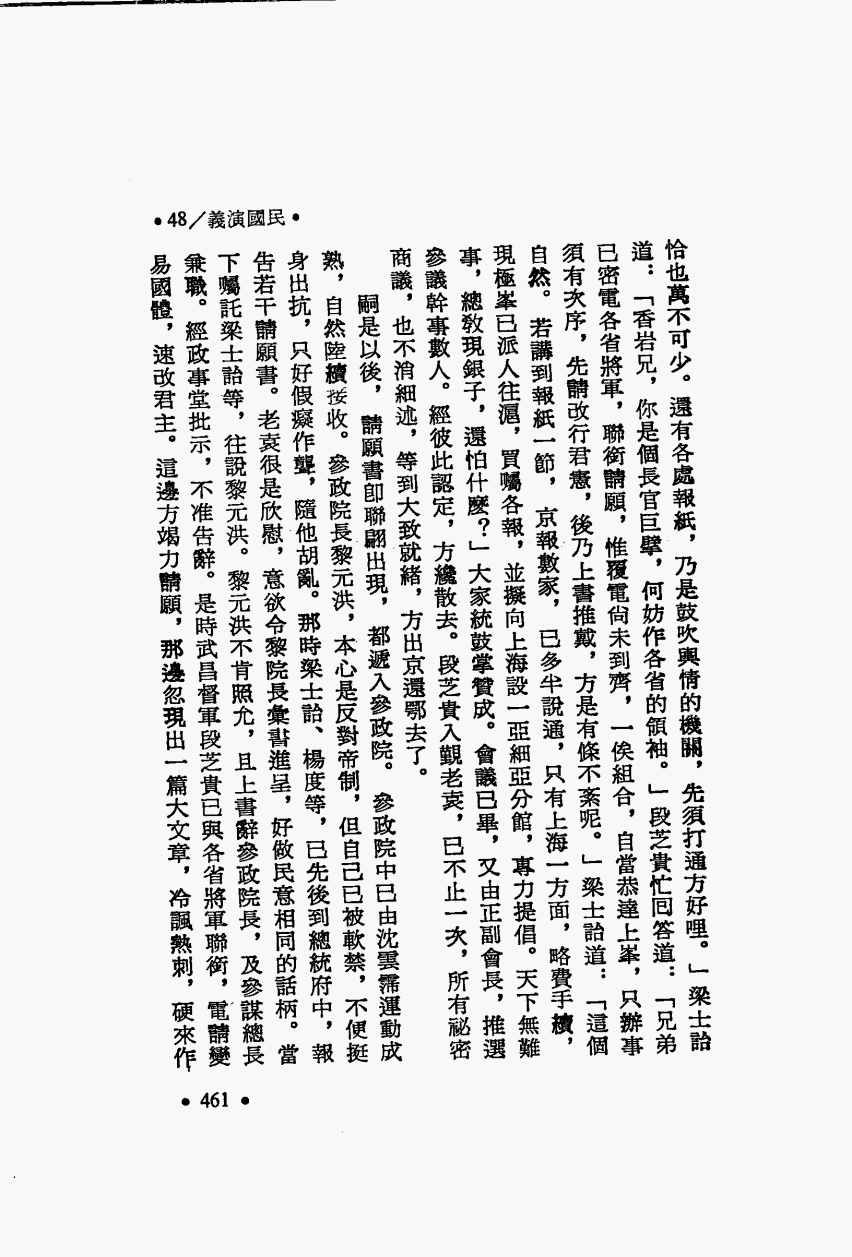 •48／義演國民•
恰也萬不可少。還有各處報紙，乃是鼓吹輿情的機關，先須打通方好哩。」梁士詒
道：「香岩兄，你是個長官巨擘，何妨作各省的領袖。」段芝貴忙囘答道：「兄弟
已密電各省將軍，聯銜請願，惟覆電尙未到齊，一俟組合，自當恭達上峯，只辦事
須有次序，先請改行君憲，後乃上書推戴，方是有條不紊呢。」梁士詒道：「這個
自然。若講到報紙一節，京報數家，已多半說通，只有上海一方面，略費手續，
現極峯已派人往滬，買囑各報，並擬向上海設一亞細亞分館，專力提倡。天下無難
事，總敎現銀子，還怕什麼？」大家統鼓掌贊成。會議已畢，又由正副會長，推選
參議幹事數人。經彼此認定，方纔散去。段芝貴入覲老袁，已不止一次，所有祕密
商議，也不消細述，等到大致就緒，方出京還鄂去了。
嗣是以後，請願書卽聯翩出現，都遞入參政院。參政院中已由沈雲霈運動成
熟，自然陸續接收。參政院長黎元洪，本心是反對帝制，但自己已被軟禁，不便挺
身出抗，只好假癡作聾，隨他胡亂。那時梁士詒、楊度等，已先後到總統府中，報
告若干請願書。老袁很是欣慰，意欲令黎院長彙書進呈，好做民意相同的話柄。當
下囑託梁士詒等，往說黎元洪。黎元洪不肯照允，且上書辭參政院長，及參謀總長
兼職。經政事堂批示，不准告辭。是時武昌督軍段芝貴已與各省將軍聯銜，電請變
易國體，速改君主。這邊方竭力請願，那邊忽現出一篇大文章，冷諷熱刺，硬來作
• 461 •